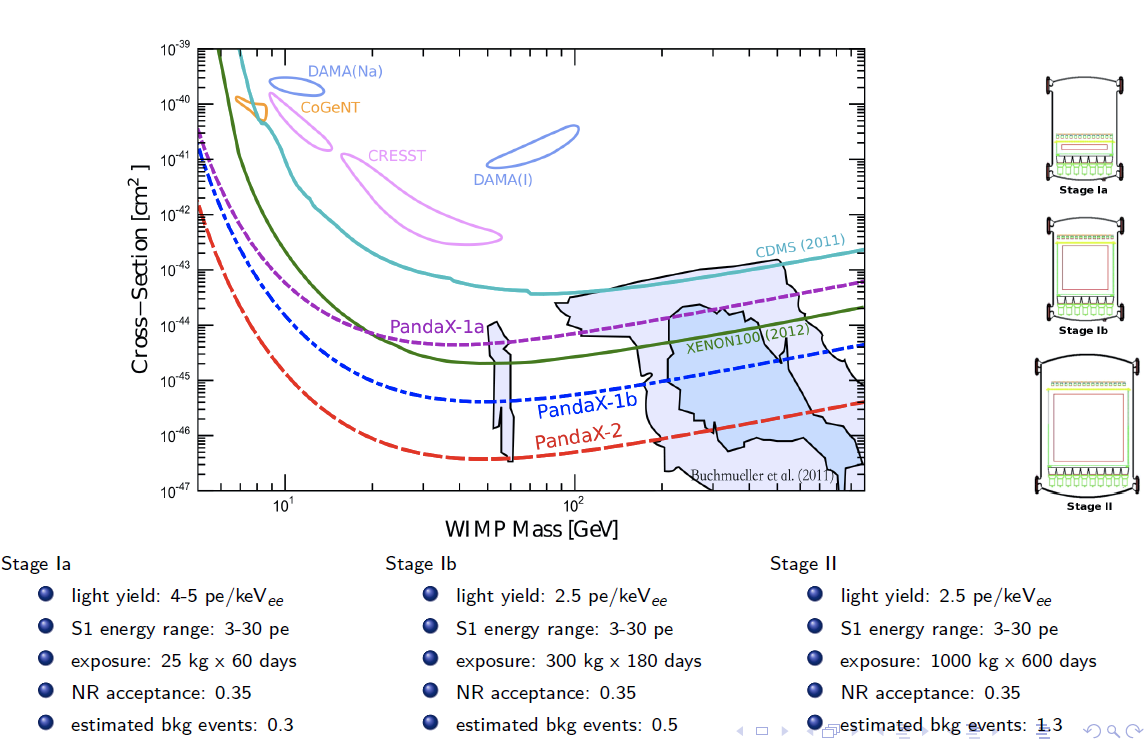 10^-39
10^-40
10^-41
10^-42
10^-43
10^-44
10^-45
10^-46
10^-47
Cross−Section [cm^2]
DAMA(Na)
CoGeNT
CRESST
DAMA(I)
CDMS (2011)
PandaX-1a
XENON100 (2012)
PandaX-1b
PandaX-2
Buchmueller et al. (2011)
10^1
10^2
WIMP Mass [GeV]
Stage Ia
Stage Ib
Stage II
Stage Ia
light yield: 4-5 pe/keV_ee
S1 energy range: 3-30 pe
exposure: 25 kg x 60 days
NR acceptance: 0.35
estimated bkg events: 0.3
Stage Ib
light yield: 2.5 pe/keV_ee
S1 energy range: 3-30 pe
exposure: 300 kg x 180 days
NR acceptance: 0.35
estimated bkg events: 0.5
Stage II
light yield: 2.5 pe/keV_ee
S1 energy range: 3-30 pe
exposure: 1000 kg x 600 days
NR acceptance: 0.35
estimated bkg events: 1.3